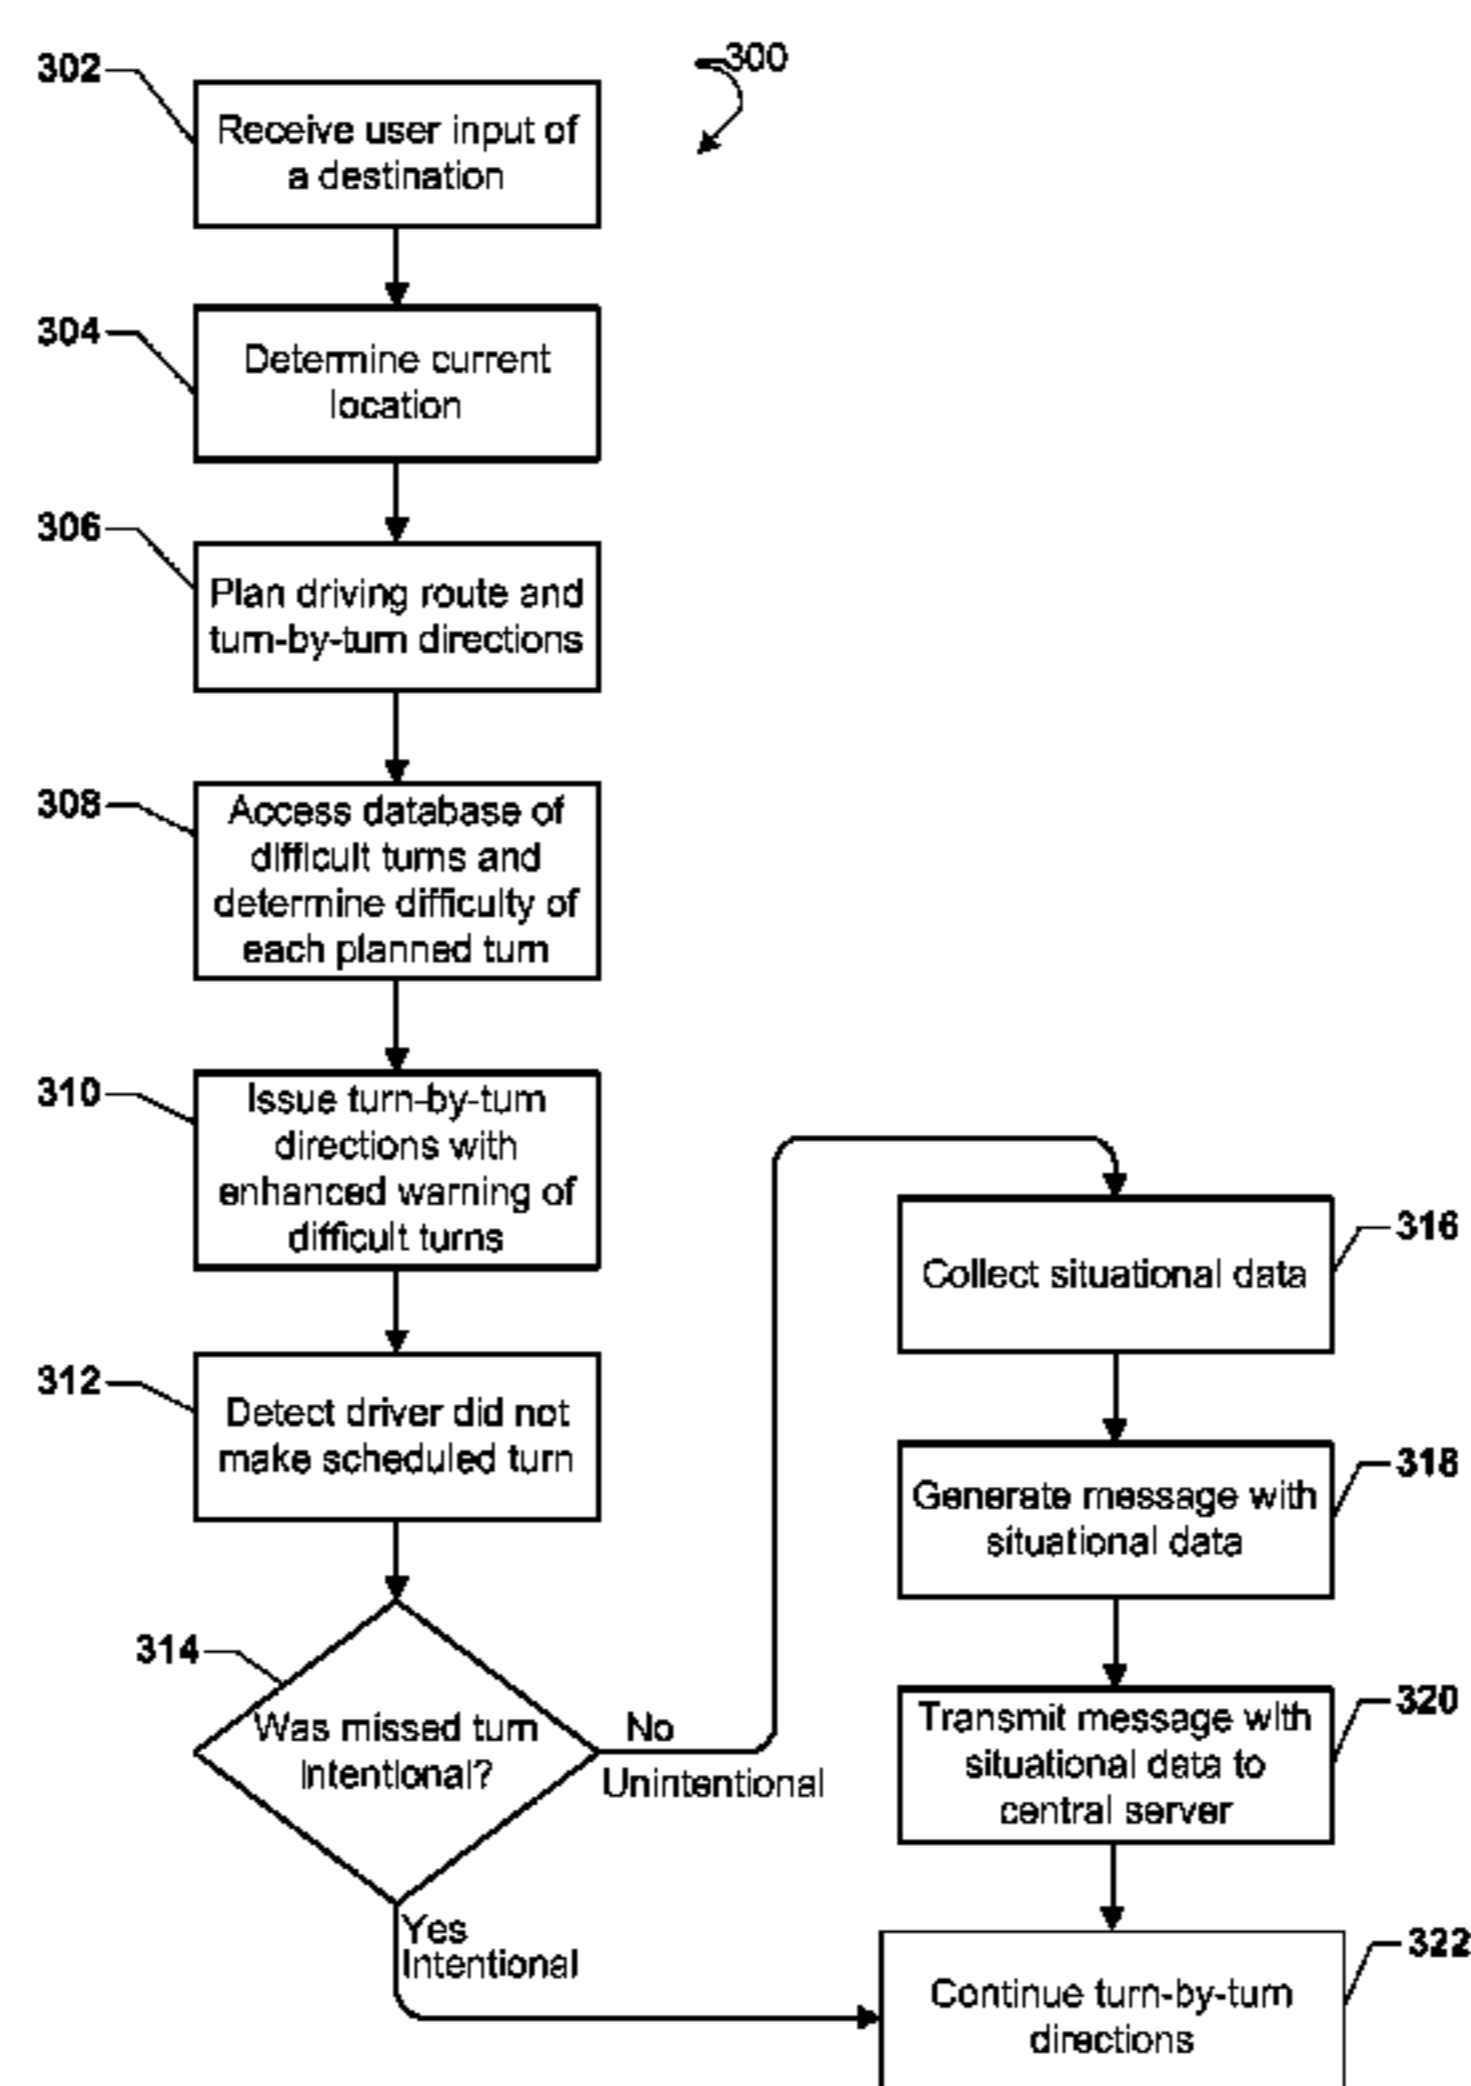 300
302
Receive user input of
a destination
304
Determine current
location
306
Plan driving route and
turn-by-turn directions
308
Access database of
difficult turns and
determine difficulty of
each planned turn
310
Issue turn-by-turn
directions with
enhanced warning of
difficult turns
312
Detect driver did not
make scheduled turn
314
Was missed turn
Intentional?
No
Unintentional
Yes
Intentional
316
Collect situational data
318
Generate message with
situational data
320
Transmit message with
situational data to
central server
322
Continue turn-by-turn
directions